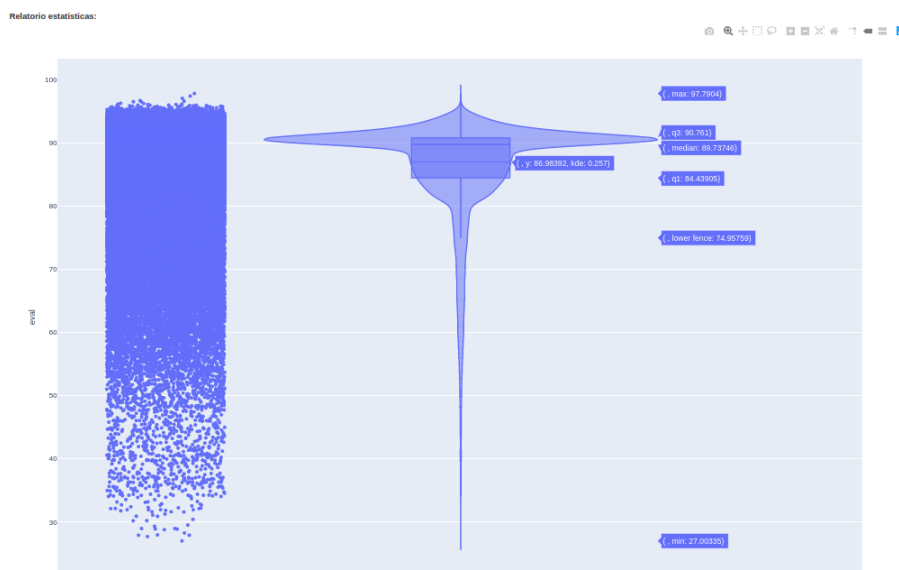 Relatorio estatisticas:
100
90
80
70
60
50
40
30
eval
( , max: 97.7904)
( , q3: 90.761)
( , median: 89.73746)
( , y: 86.98392, kde: 0.257)
( , q1: 84.43905)
( , lower fence: 74.95759)
( , min: 27.00335)